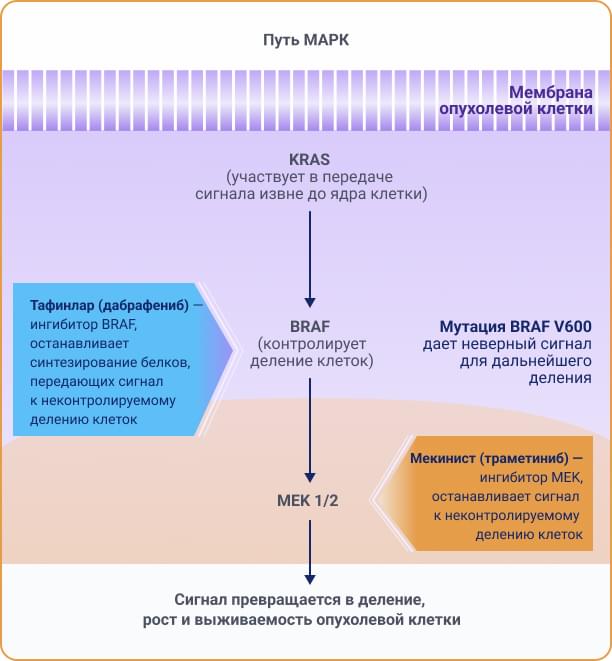 Путь МАРК
Мембрана
опухолевой клетки
KRAS
(участвует в передаче
сигнала извне до ядра клетки)
Тафинлар (дабрафениб) —
ингибитор BRAF,
останавливает
синтезирование белков,
передающих сигнал
к неконтролируемому
делению клеток
BRAF
(контролирует
деление клеток)
Мутация BRAF V600
дает неверный сигнал
для дальнейшего
деления
Мекинист (траметиниб) —
ингибитор MEK,
останавливает сигнал
к неконтролируемому
делению клеток
MEK 1/2
Сигнал превращается в деление,
рост и выживаемость опухолевой клетки